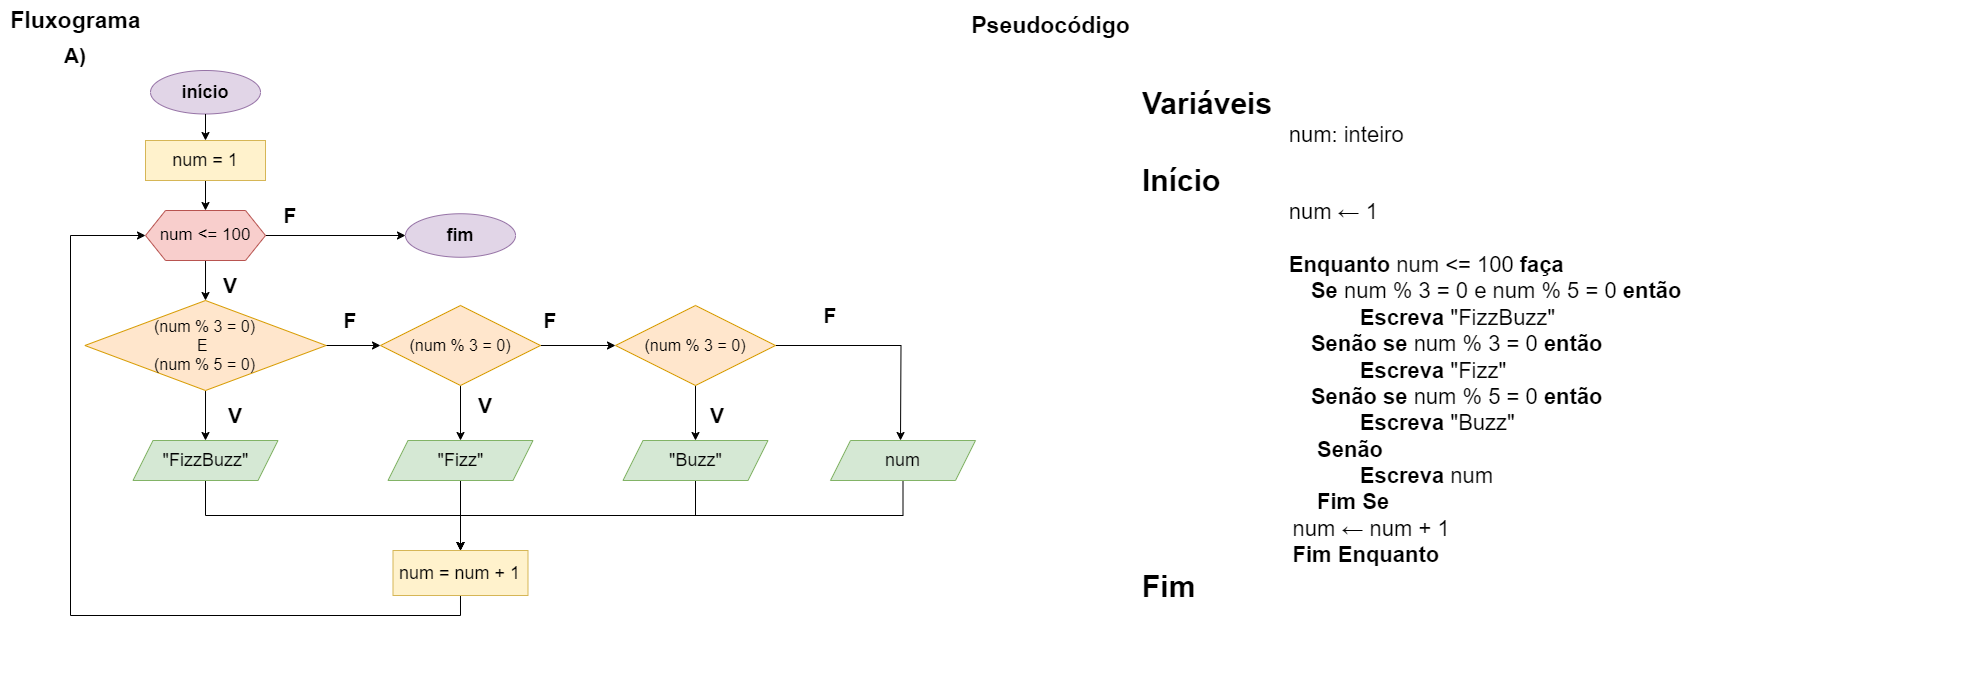 Fluxograma
A)
início
num = 1
num <= 100
F
fim
V
(num % 3 = 0)
E
(num % 5 = 0)
F
(num % 3 = 0)
F
(num % 3 = 0)
F
V
V
V
"FizzBuzz"
"Fizz"
"Buzz"
num
num = num + 1
Pseudocódigo
Variáveis
num: inteiro
Início
num ← 1
Enquanto num <= 100 faça
Se num % 3 = 0 e num % 5 = 0 então
Escreva "FizzBuzz"
Senão se num % 3 = 0 então
Escreva "Fizz"
Senão se num % 5 = 0 então
Escreva "Buzz"
Senão
Escreva num
Fim Se
num ← num + 1
Fim Enquanto
Fim